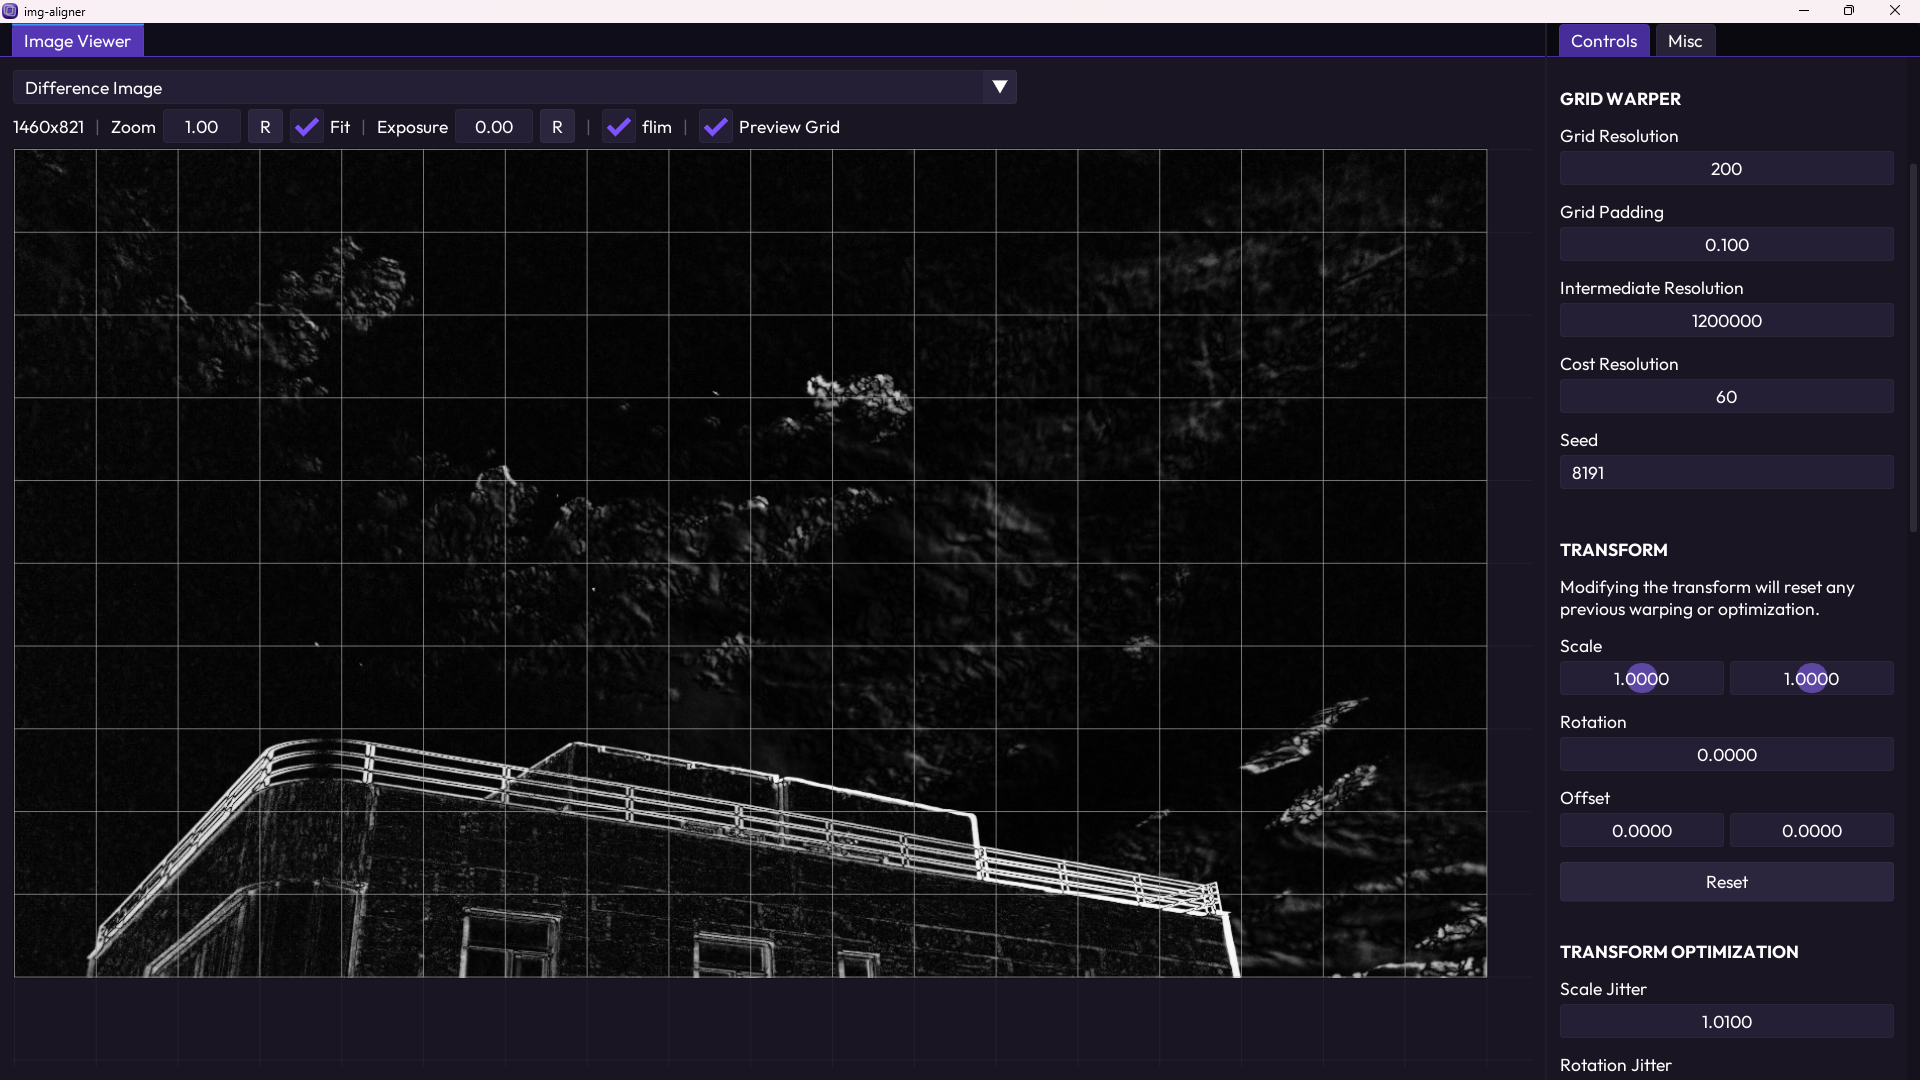 img-aligner
Image Viewer
Controls Misc
Difference Image
1460x821 | Zoom 1.00 R Fit | Exposure 0.00 R | flim | Preview Grid
GRID WARPER
Grid Resolution
200
Grid Padding
0.100
Intermediate Resolution
1200000
Cost Resolution
60
Seed
8191
TRANSFORM
Modifying the transform will reset any
previous warping or optimization.
Scale
1.0000 1.0000
Rotation
0.0000
Offset
0.0000 0.0000
Reset
TRANSFORM OPTIMIZATION
Scale Jitter
1.0100
Rotation Jitter